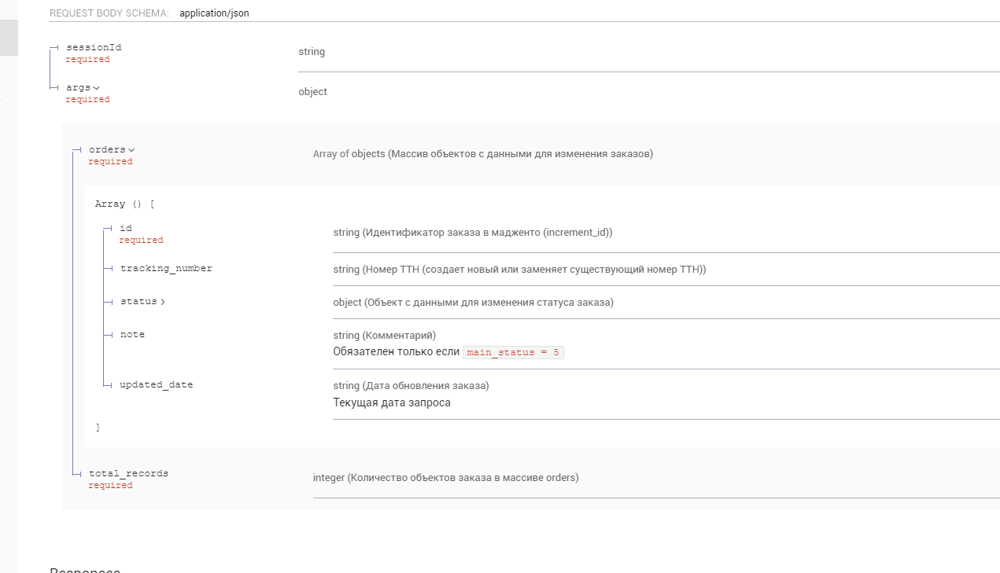 REQUEST BODY SCHEMA: application/json
sessionId
required
string
args
required
object
orders
required
Array of objects (Массив объектов с данными для изменения заказов)
Array () [
id
required
string (Идентификатор заказа в мадженто (increment_id))
tracking_number
string (Номер ТТН (создает новый или заменяет существующий номер ТТН))
status
object (Объект с данными для изменения статуса заказа)
note
string (Комментарий)
Обязателен только если main_status = 5
updated_date
string (Дата обновления заказа)
Текущая дата запроса
]
total_records
required
integer (Количество объектов заказа в массиве orders)
Responses